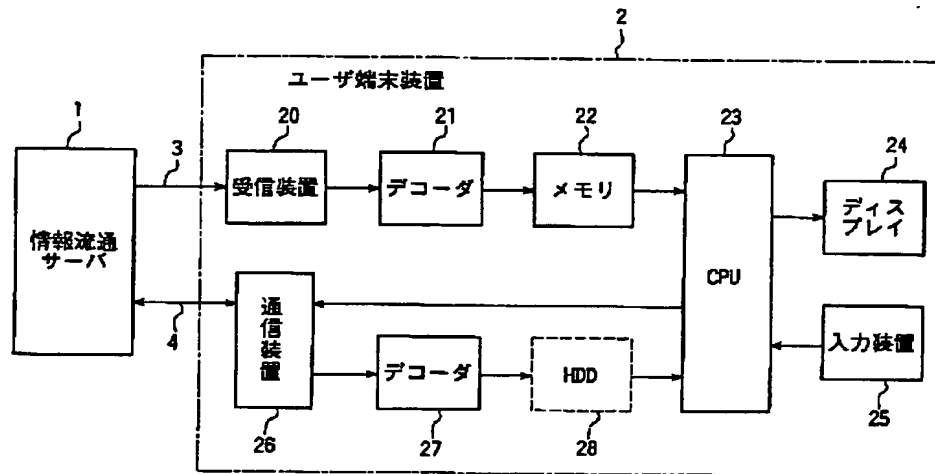 2
ユーザ端末装置
1
3
20
21
22
23
24
情報流通
サーバ
受信装置
デコーダ
メモリ
CPU
ディス
プレイ
4
通信装置
デコーダ
HDD
入力装置
26
27
28
25